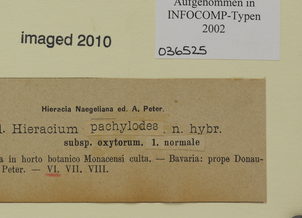 Aufgenommen in
INFOCOMP-Typen
2002
imaged 2010
036525
Hieracia Naegeliana ed. A. Peter.
l. Hieracium pachylodes, n. hybr.
subsp. oxytorum. 1. normale
a in horto botanico Monacensi culta. — Bavaria: prope Donau-
Peter. — VI. VII. VIII.